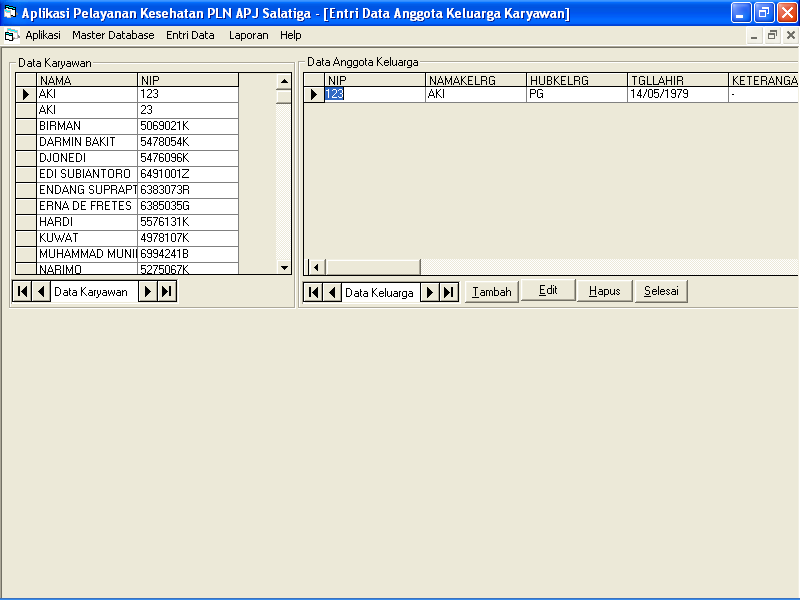 Aplikasi Pelayanan Kesehatan PLN APJ Salatiga - [Entri Data Anggota Keluarga Karyawan]
Aplikasi Master Database Entri Data Laporan Help
Data Karyawan
NAMA NIP
AKI 123
AKI 23
BIRMAN 5069021K
DARMIN BAKIT 5478054K
DJONEDI 5476096K
EDI SUBIANTORO 6491001Z
ENDANG SUPRAPT 6383073R
ERNA DE FRETES 6385035G
HARDI 5576131K
KUWAT 4978107K
MUHAMMAD MUNI 6994241B
NARIMO 5275067K
Data Karyawan
Data Anggota Keluarga
NIP NAMAKELRG HUBKELRG TGLLAHIR KETERANGA
123 AKI PG 14/05/1979 -
Data Keluarga Tambah Edit Hapus Selesai